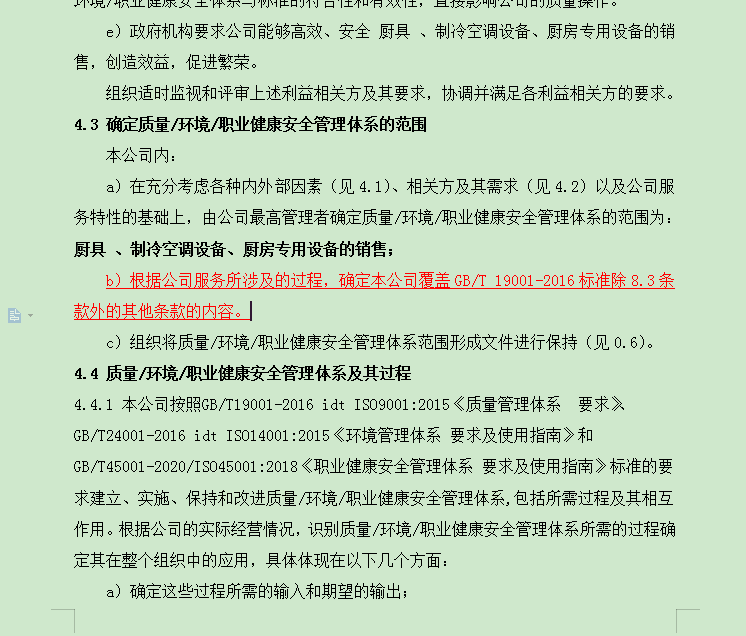 环境/职业健康安全体系与标准的符合性和有效性，直接影响公司的质量操作。
e）政府机构要求公司能够高效、安全 厨具 、制冷空调设备、厨房专用设备的销
售，创造效益，促进繁荣。
组织适时监视和评审上述利益相关方及其要求，协调并满足各利益相关方的要求。
4.3 确定质量/环境/职业健康安全管理体系的范围
本公司内：
a）在充分考虑各种内外部因素（见4.1）、相关方及其需求（见4.2）以及公司服
务特性的基础上，由公司最高管理者确定质量/环境/职业健康安全管理体系的范围为：
厨具 、制冷空调设备、厨房专用设备的销售；
b）根据公司服务所涉及的过程，确定本公司覆盖GB/T 19001-2016标准除8.3条
款外的其他条款的内容。
c）组织将质量/环境/职业健康安全管理体系范围形成文件进行保持（见0.6）。
4.4 质量/环境/职业健康安全管理体系及其过程
4.4.1 本公司按照GB/T19001-2016 idt ISO9001:2015《质量管理体系  要求》、
GB/T24001-2016 idt ISO14001:2015《环境管理体系 要求及使用指南》和
GB/T45001-2020/ISO45001:2018《职业健康安全管理体系 要求及使用指南》标准的要
求建立、实施、保持和改进质量/环境/职业健康安全管理体系,包括所需过程及其相互
作用。根据公司的实际经营情况，识别质量/环境/职业健康安全管理体系所需的过程确
定其在整个组织中的应用，具体体现在以下几个方面：
a）确定这些过程所需的输入和期望的输出；